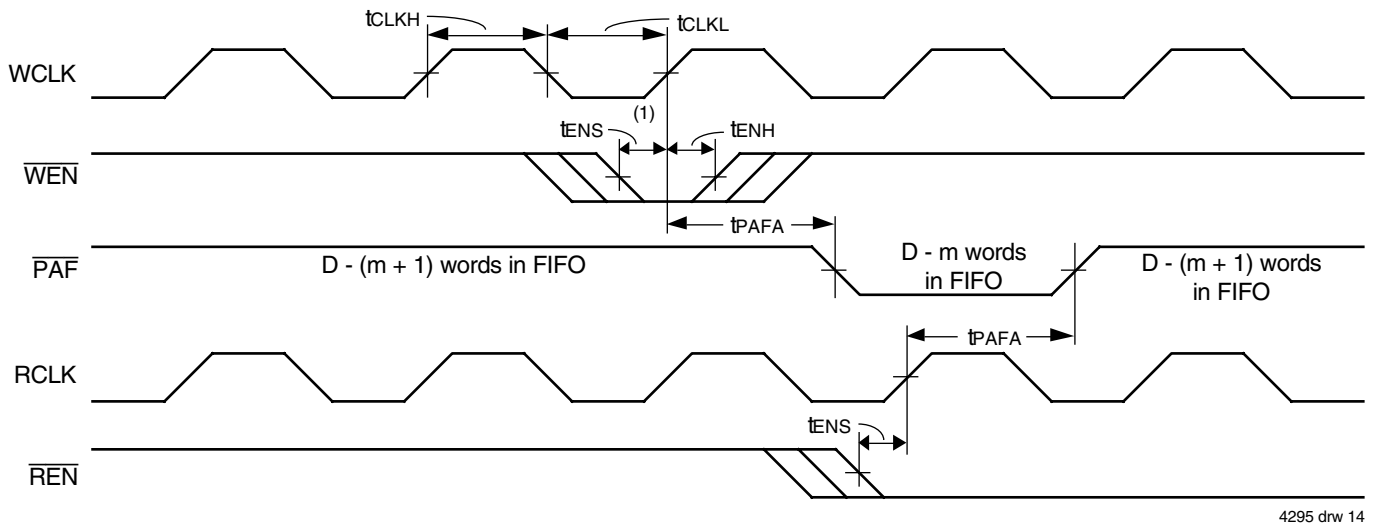 tCLKH
tCLKL
WCLK
(1)
tENS
tENH
WEN
tPAFA
PAF
D - (m + 1) words in FIFO
D - m words
in FIFO
D - (m + 1) words
in FIFO
tPAFA
RCLK
tENS
REN
4295 drw 14